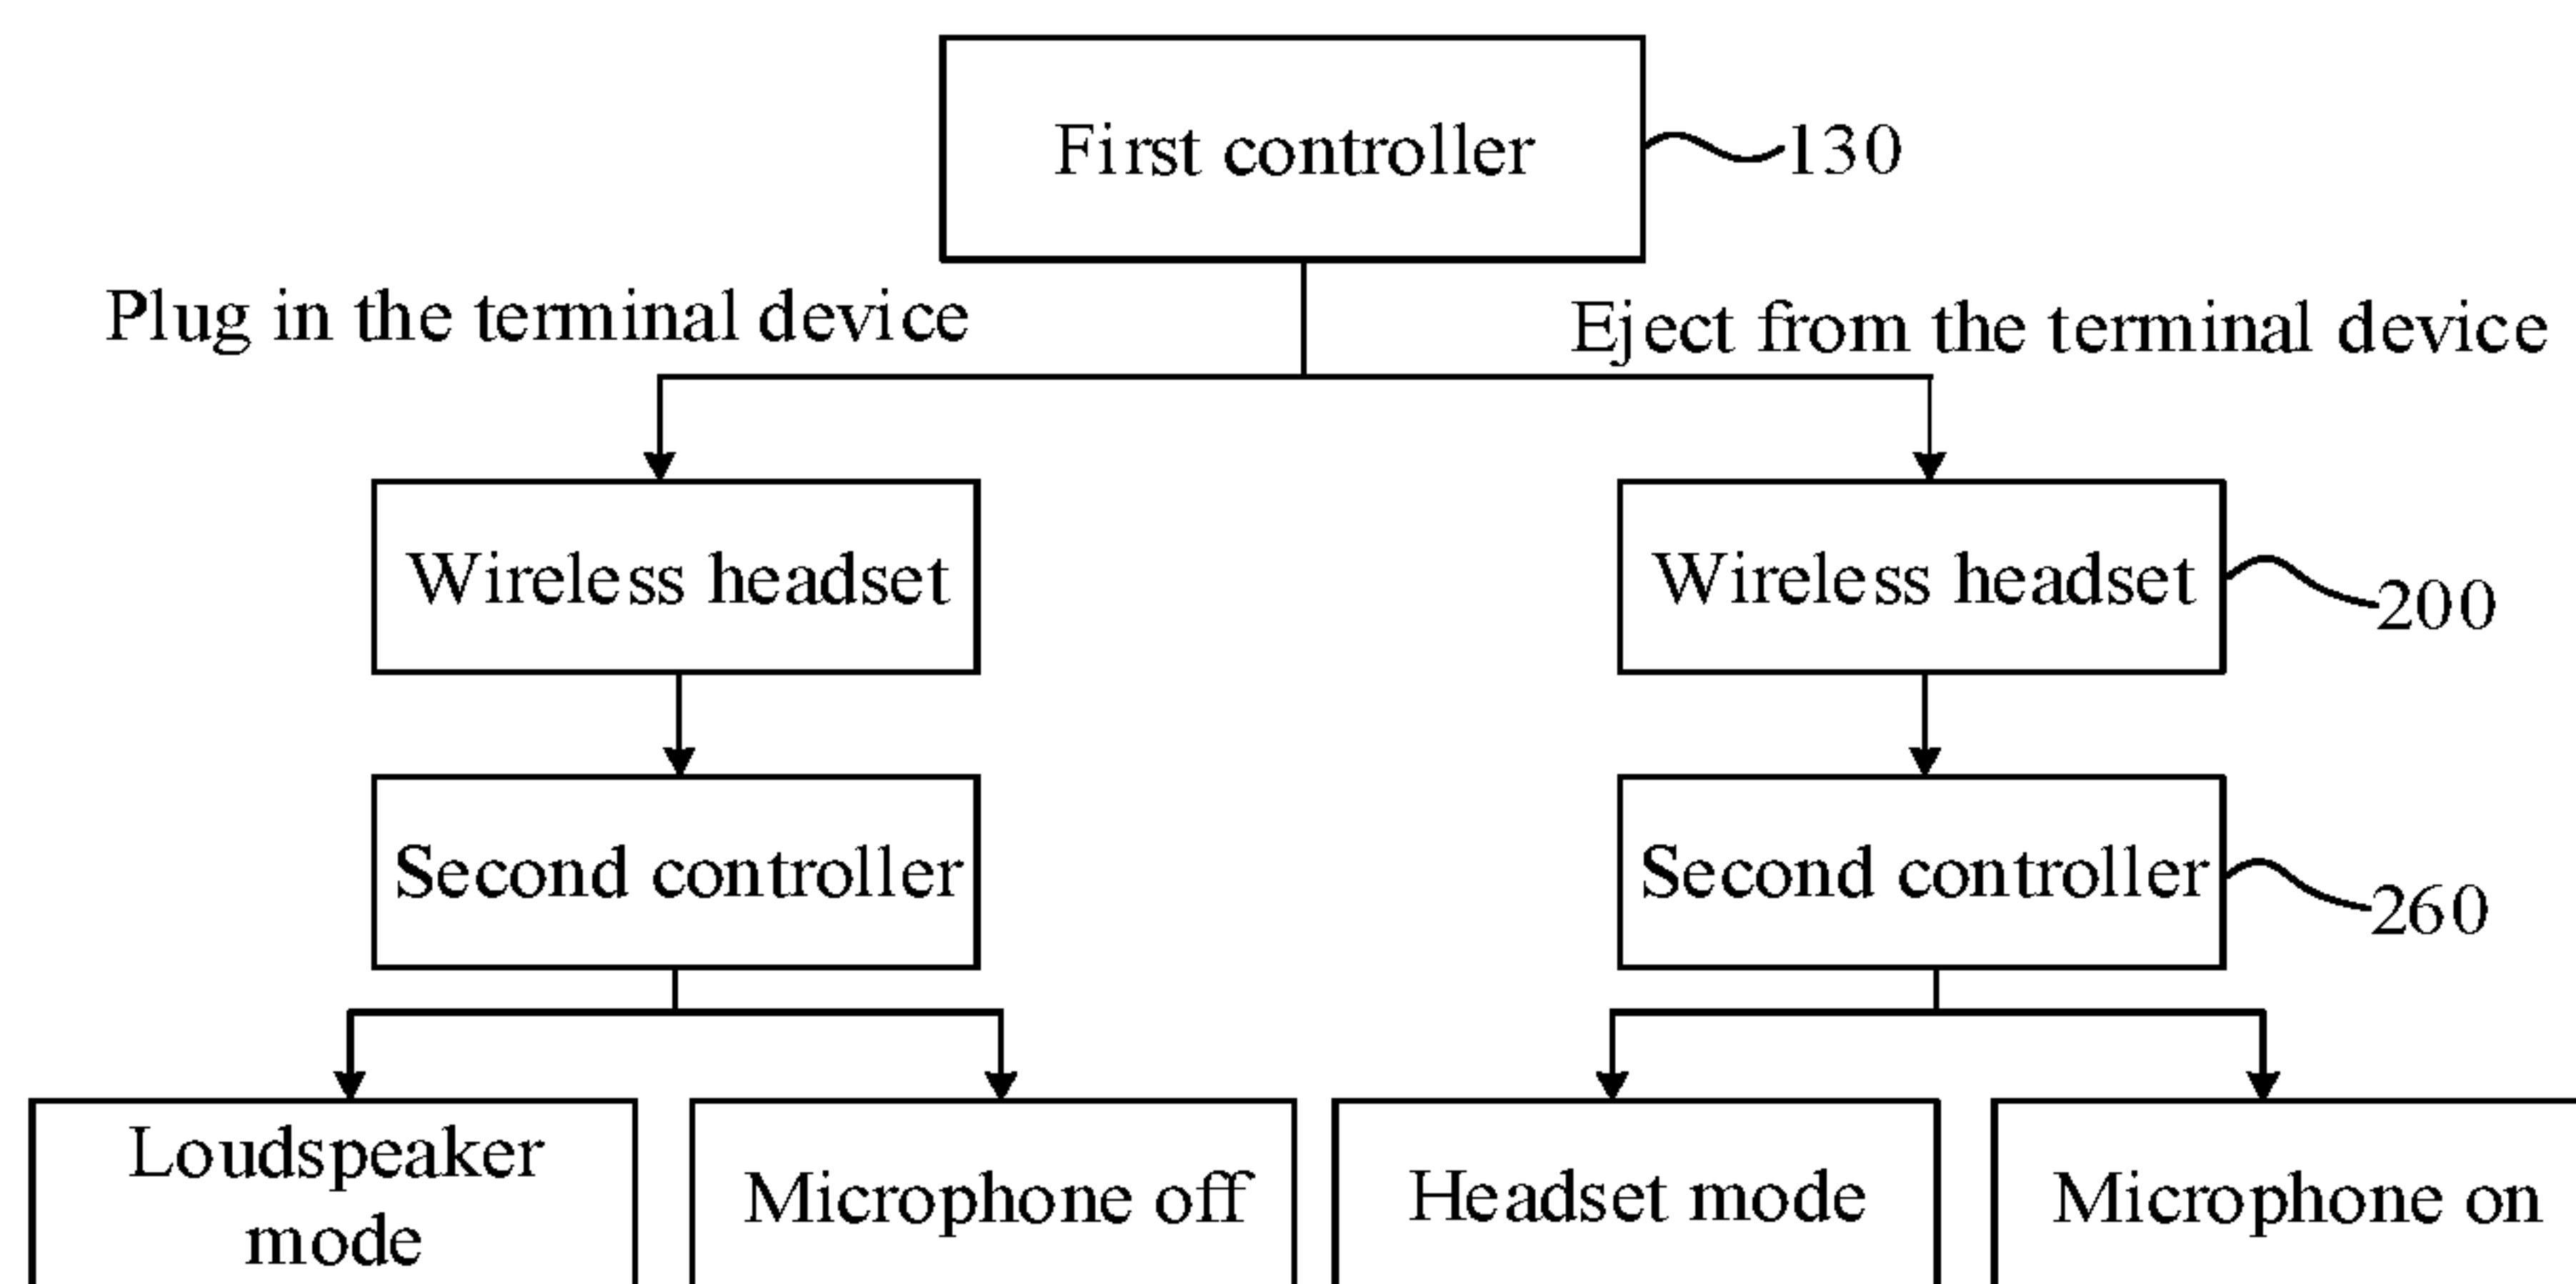 First controller
130
Plug in the terminal device
Eject from the terminal device
Wireless headset
Wireless headset
200
Second controller
Second controller
260
Loudspeaker
mode
Microphone off
Headset mode
Microphone on